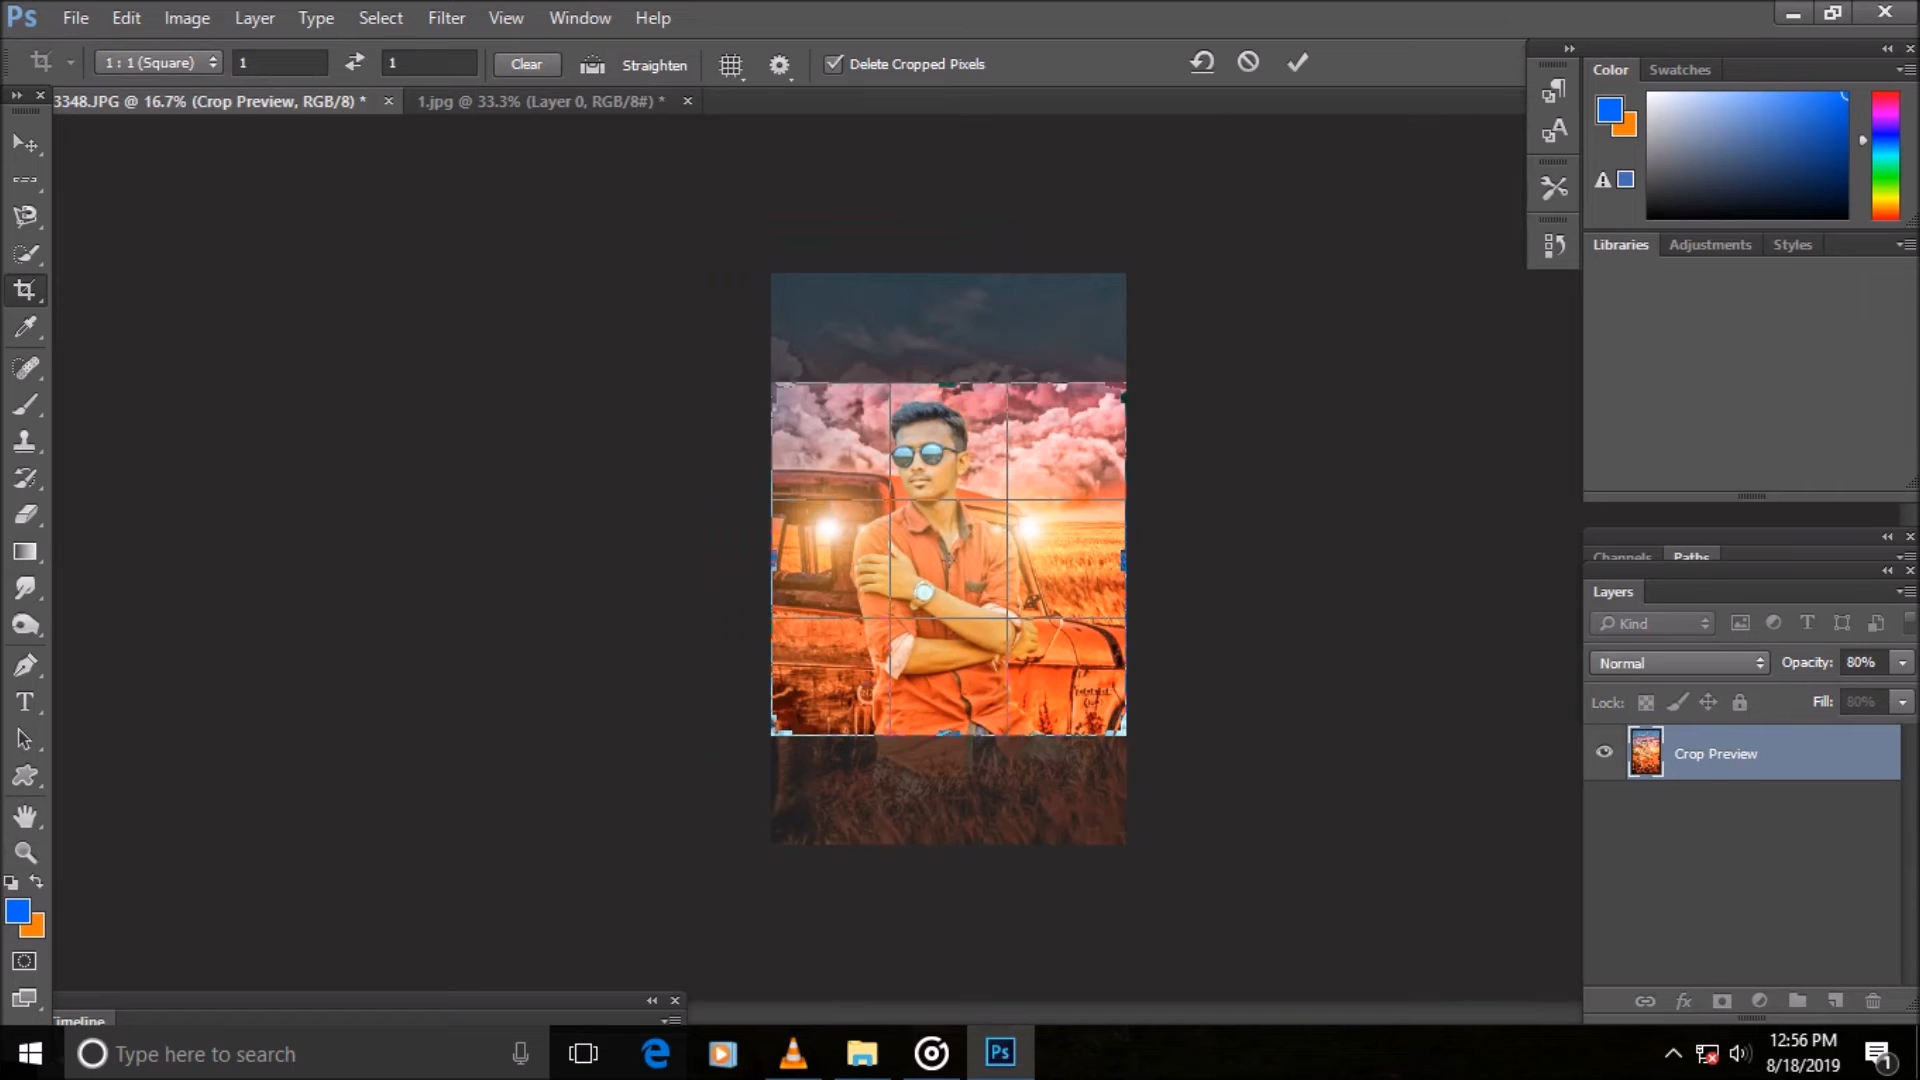 Ps File Edit Image Layer Type Select Filter View Window Help
1 : 1 (Square) 1 1 Clear Straighten Delete Cropped Pixels
3348.JPG @ 16.7% (Crop Preview, RGB/8) * × 1.jpg @ 33.3% (Layer 0, RGB/8#) * ×
Color Swatches
Libraries Adjustments Styles
Channels Paths
Layers
Kind
Normal Opacity: 80%
Lock: Fill: 80%
Crop Preview
Timeline
Type here to search
Ps
12:56 PM
8/18/2019
1